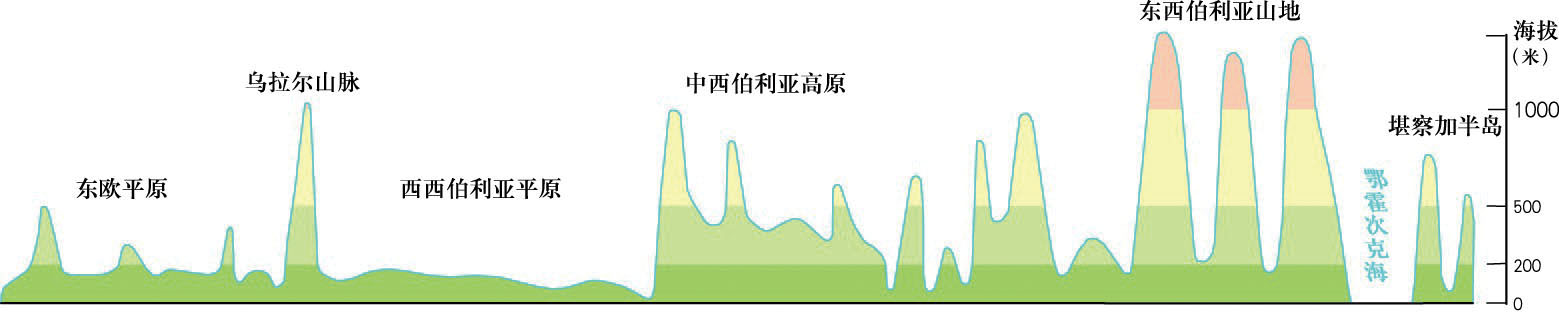 东西伯利亚山地
海拔
(米)
乌拉尔山脉
中西伯利亚高原
1000
堪察加半岛
东欧平原
西西伯利亚平原
鄂霍次克海
500
200
0